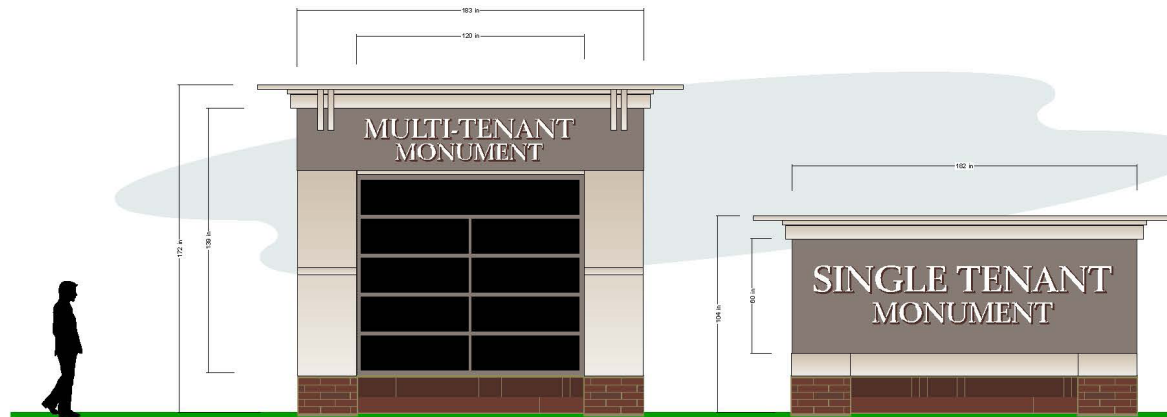 183 in
120 in
MULTI-TENANT
MONUMENT
172 in
139 in
182 in
104 in
60 in
SINGLE TENANT
MONUMENT